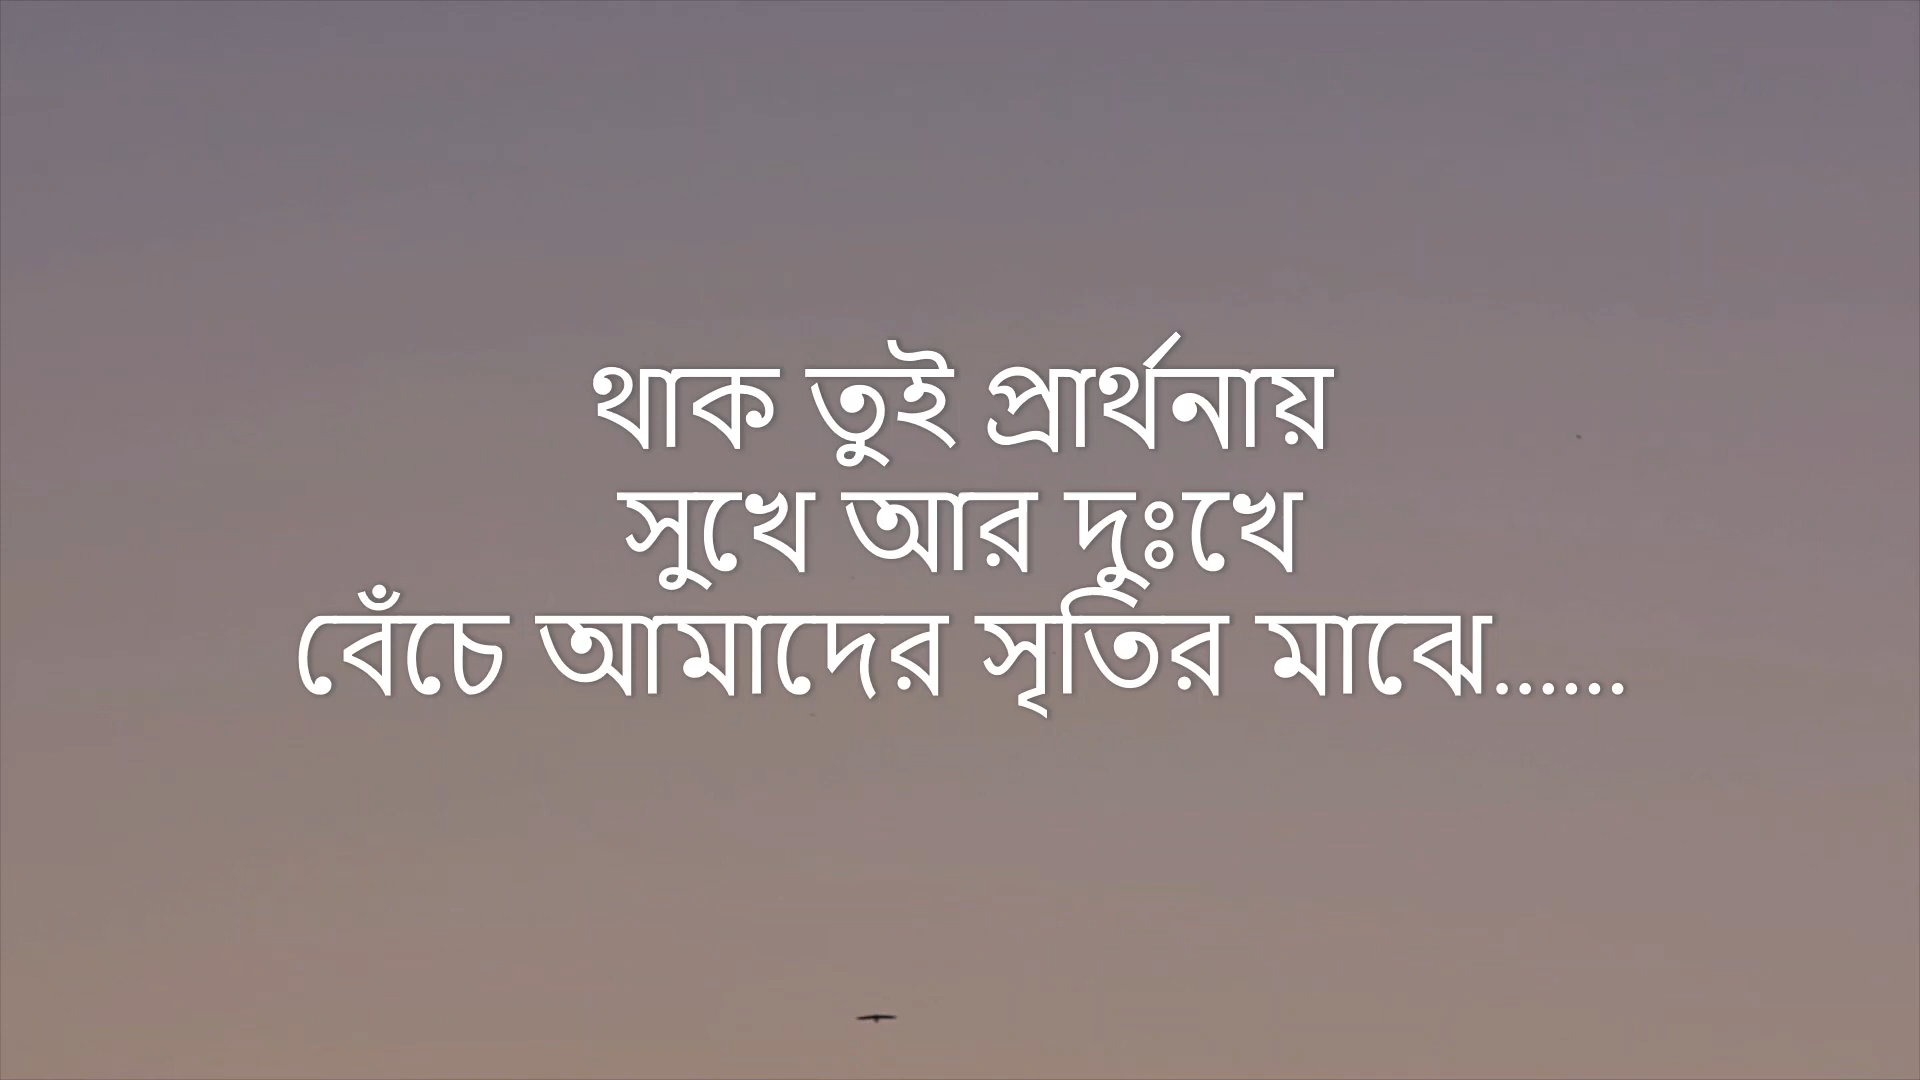 থাক তুই প্রার্থনায়
সুখে আর দুঃখে
বেঁচে আমাদের সৃতির মাঝে......